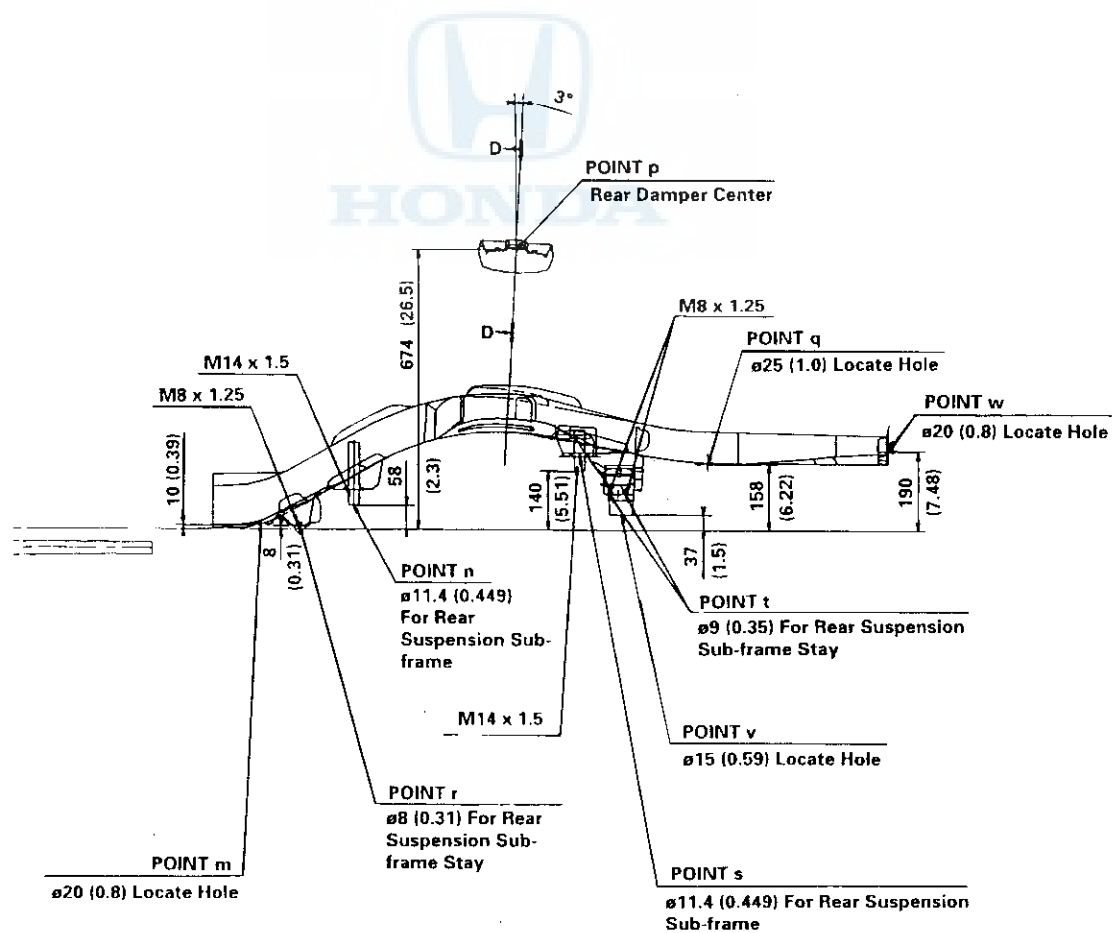 HONDA
3°
D
POINT p
Rear Damper Center
674 (26.5)
D
M8 x 1.25
POINT q
ø25 (1.0) Locate Hole
M14 x 1.5
M8 x 1.25
POINT w
ø20 (0.8) Locate Hole
10 (0.39)
58
(2.3)
140
(5.51)
158
(6.22)
190
(7.48)
8
(0.31)
37
(1.5)
POINT n
ø11.4 (0.449)
For Rear
Suspension Sub-
frame
POINT t
ø9 (0.35) For Rear Suspension
Sub-frame Stay
M14 x 1.5
POINT v
ø15 (0.59) Locate Hole
POINT r
ø8 (0.31) For Rear
Suspension Sub-
frame Stay
POINT m
ø20 (0.8) Locate Hole
POINT s
ø11.4 (0.449) For Rear Suspension
Sub-frame